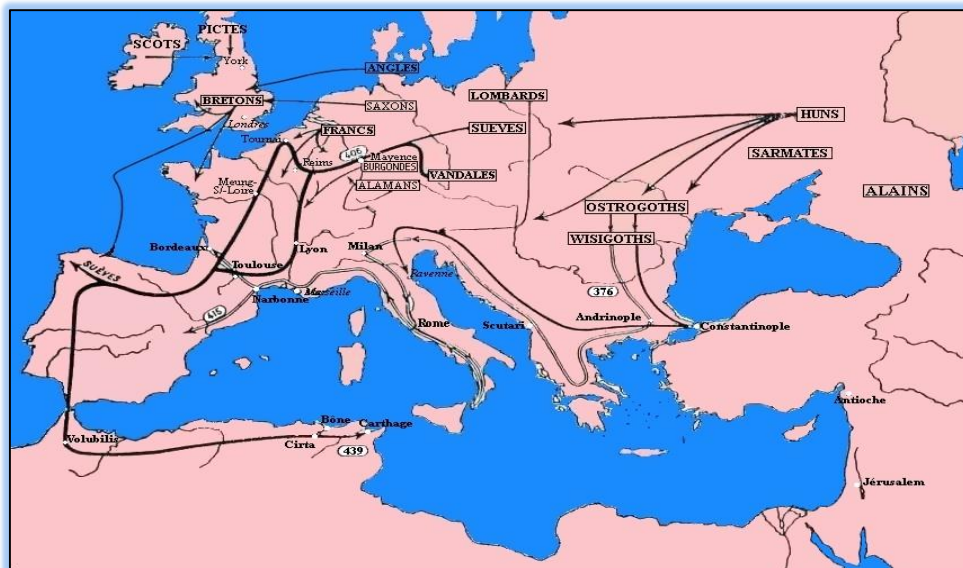 PICTES
SCOTS
York
ANGLES
BRETONS
SAXONS
LOMBARDS
HUNS
Londres
Tournai
FRANCS
SUÈVES
SARMATES
406
Mayence
Reims
BURGONDES
VANDALES
ALAMANS
Meung-
S/-Loire
ALAINS
OSTROGOTHS
WISIGOTHS
Bordeaux
Lyon
Milan
SUÈVES
Toulouse
Ravenne
Narbonne
Marseille
376
415
Andrinople
Rome
Scutari
Constantinople
Antioche
Bône
Carthage
Volubilis
Cirta
439
Jérusalem